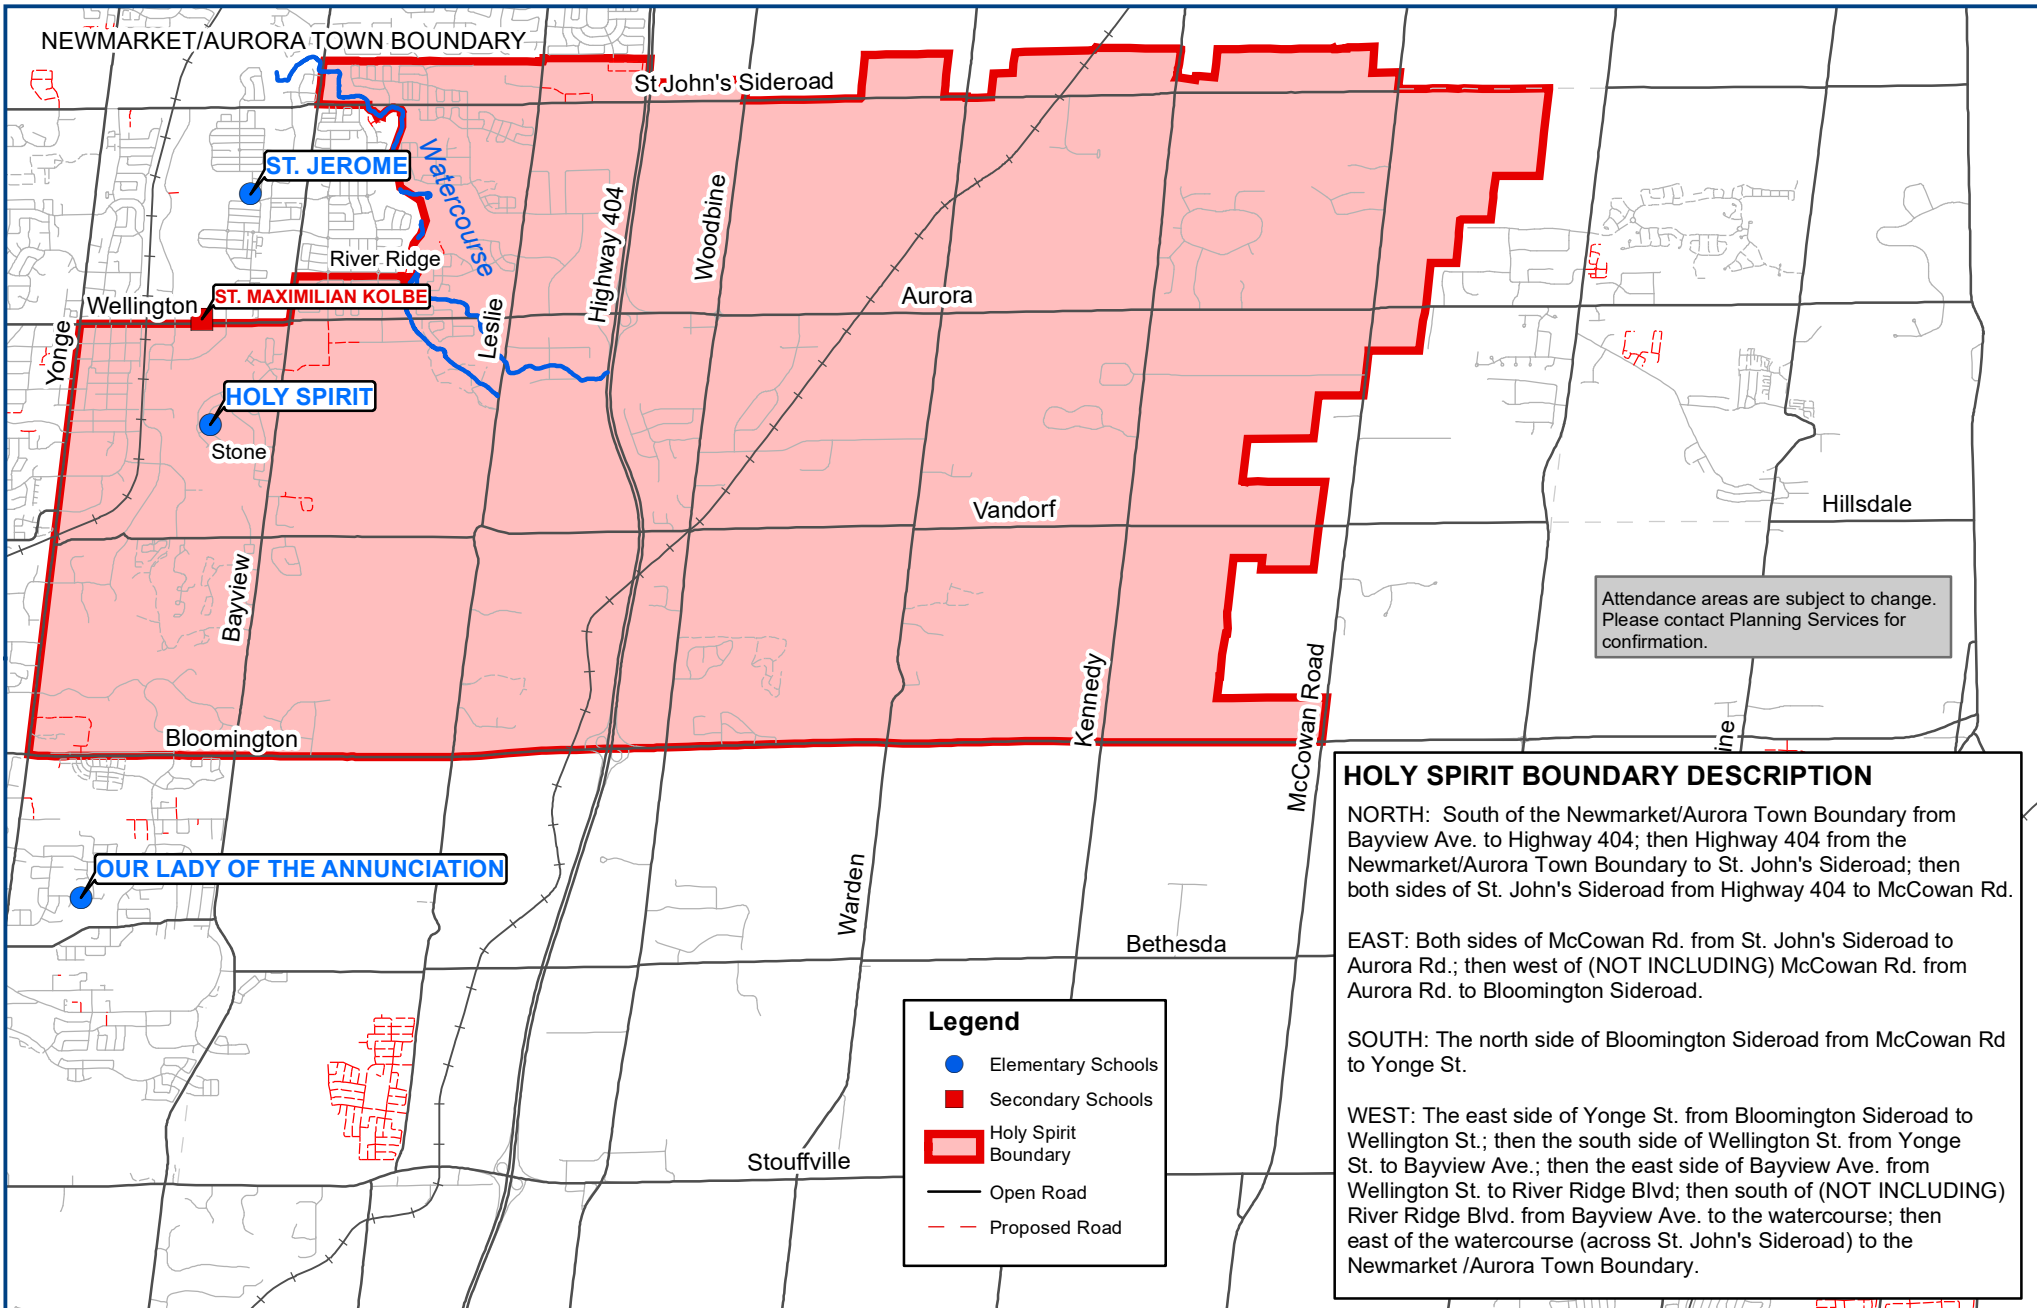 NEWMARKET/AURORA TOWN BOUNDARY
St John's Sideroad
ST. JEROME
Watercourse
Highway 404
Woodbine
River Ridge
ST. MAXIMILIAN KOLBE
Wellington
Aurora
Yonge
Leslie
HOLY SPIRIT
Stone
Vandorf
Hillsdale
Bayview
Attendance areas are subject to change.
Please contact Planning Services for
confirmation.
Kennedy
McCowan Road
Bloomington
ine
OUR LADY OF THE ANNUNCIATION
Warden
Bethesda
Stouffville
Legend
Elementary Schools
Secondary Schools
Holy Spirit
Boundary
Open Road
Proposed Road
HOLY SPIRIT BOUNDARY DESCRIPTION
NORTH: South of the Newmarket/Aurora Town Boundary from
Bayview Ave. to Highway 404; then Highway 404 from the
Newmarket/Aurora Town Boundary to St. John's Sideroad; then
both sides of St. John's Sideroad from Highway 404 to McCowan Rd.
EAST: Both sides of McCowan Rd. from St. John's Sideroad to
Aurora Rd.; then west of (NOT INCLUDING) McCowan Rd. from
Aurora Rd. to Bloomington Sideroad.
SOUTH: The north side of Bloomington Sideroad from McCowan Rd
to Yonge St.
WEST: The east side of Yonge St. from Bloomington Sideroad to
Wellington St.; then the south side of Wellington St. from Yonge
St. to Bayview Ave.; then the east side of Bayview Ave. from
Wellington St. to River Ridge Blvd; then south of (NOT INCLUDING)
River Ridge Blvd. from Bayview Ave. to the watercourse; then
east of the watercourse (across St. John's Sideroad) to the
Newmarket /Aurora Town Boundary.